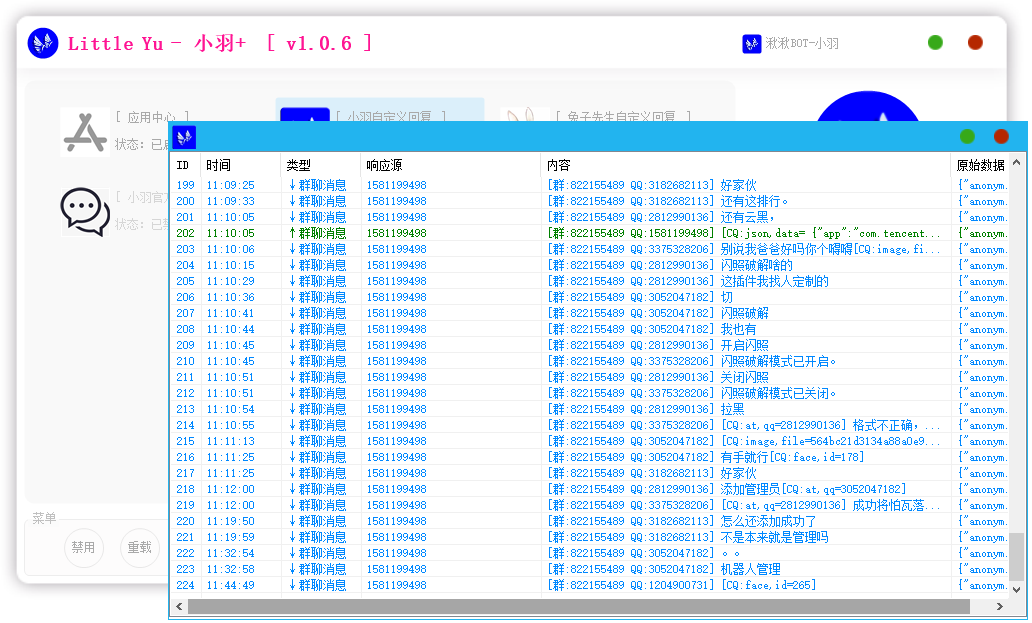 Little Yu - 小羽+ [ v1.0.6 ]
湫湫BOT-小羽
[ 应用中心 ]
状态: 已
[ 小羽自定义回复 ]
[ 兔子先生自定义回复 ]
[ 小羽官
状态: 已
菜单
禁用
重载
ID 时间 类型 响应源 内容 原始数据
199 11:09:25 ↓群聊消息 1581199498 [群:822155489 QQ:3182682113] 好家伙 {"anonym.
200 11:09:33 ↓群聊消息 1581199498 [群:822155489 QQ:3182682113] 还有这排行。 {"anonym.
201 11:10:05 ↓群聊消息 1581199498 [群:822155489 QQ:2812990136] 还有云黑, {"anonym.
202 11:10:05 ↑群聊消息 1581199498 [群:822155489 QQ:1581199498] [CQ:json,data= {"app":"com.tencent... {"anonym.
203 11:10:06 ↓群聊消息 1581199498 [群:822155489 QQ:3375328206] 别说我爸爸好吗你个嘚嘚[CQ:image,fi... {"anonym.
204 11:10:15 ↓群聊消息 1581199498 [群:822155489 QQ:2812990136] 闪照破解啥的 {"anonym.
205 11:10:29 ↓群聊消息 1581199498 [群:822155489 QQ:2812990136] 这插件我找人定制的 {"anonym.
206 11:10:36 ↓群聊消息 1581199498 [群:822155489 QQ:3052047182] 切 {"anonym.
207 11:10:41 ↓群聊消息 1581199498 [群:822155489 QQ:3052047182] 闪照破解 {"anonym.
208 11:10:44 ↓群聊消息 1581199498 [群:822155489 QQ:3052047182] 我也有 {"anonym.
209 11:10:45 ↓群聊消息 1581199498 [群:822155489 QQ:2812990136] 开启闪照 {"anonym.
210 11:10:45 ↓群聊消息 1581199498 [群:822155489 QQ:3375328206] 闪照破解模式已开启。 {"anonym.
211 11:10:51 ↓群聊消息 1581199498 [群:822155489 QQ:2812990136] 关闭闪照 {"anonym.
212 11:10:51 ↓群聊消息 1581199498 [群:822155489 QQ:3375328206] 闪照破解模式已关闭。 {"anonym.
213 11:10:54 ↓群聊消息 1581199498 [群:822155489 QQ:2812990136] 拉黑 {"anonym.
214 11:10:55 ↓群聊消息 1581199498 [群:822155489 QQ:3375328206] [CQ:at,qq=2812990136] 格式不正确，... {"anonym.
215 11:11:13 ↓群聊消息 1581199498 [群:822155489 QQ:3052047182] [CQ:image,file=564bc21d3134a88a0e9... {"anonym.
216 11:11:25 ↓群聊消息 1581199498 [群:822155489 QQ:3052047182] 有手就行[CQ:face,id=178] {"anonym.
217 11:11:25 ↓群聊消息 1581199498 [群:822155489 QQ:3182682113] 好家伙 {"anonym.
218 11:12:00 ↓群聊消息 1581199498 [群:822155489 QQ:2812990136] 添加管理员[CQ:at,qq=3052047182] {"anonym.
219 11:12:00 ↓群聊消息 1581199498 [群:822155489 QQ:3375328206] [CQ:at,qq=2812990136] 成功将怕瓦落... {"anonym.
220 11:19:50 ↓群聊消息 1581199498 [群:822155489 QQ:3182682113] 怎么还添加成功了 {"anonym.
221 11:19:59 ↓群聊消息 1581199498 [群:822155489 QQ:3182682113] 不是本来就是管理吗 {"anonym.
222 11:32:54 ↓群聊消息 1581199498 [群:822155489 QQ:3052047182] 。。 {"anonym.
223 11:32:58 ↓群聊消息 1581199498 [群:822155489 QQ:3052047182] 机器人管理 {"anonym.
224 11:44:49 ↓群聊消息 1581199498 [群:822155489 QQ:1204900731] [CQ:face,id=265] {"anonym.